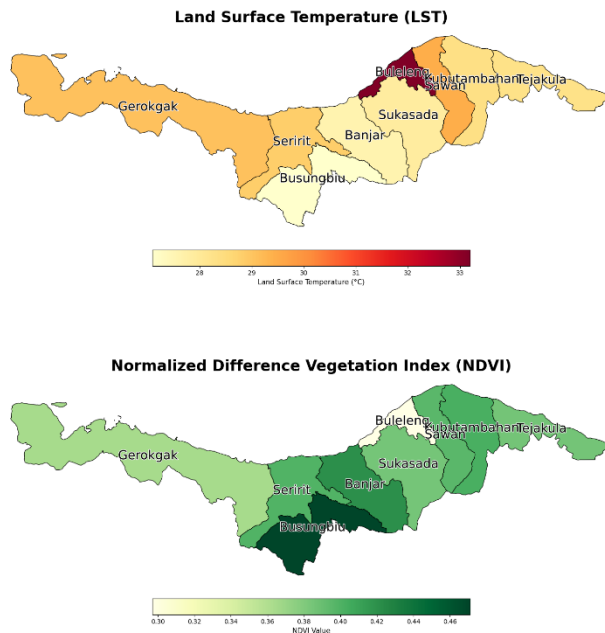 Land Surface Temperature (LST)
Buleleng
Kubutambahan
Tejakula
Sawan
Gerokgak
Sukasada
Banjar
Seririt
Busungbiu
28 29 30 31 32 33
Land Surface Temperature (°C)
Normalized Difference Vegetation Index (NDVI)
Buleleng
Kubutambahan
Tejakula
Sawan
Gerokgak
Sukasada
Banjar
Seririt
Busungbiu
0.30 0.32 0.34 0.36 0.38 0.40 0.42 0.44 0.46
NDVI Value